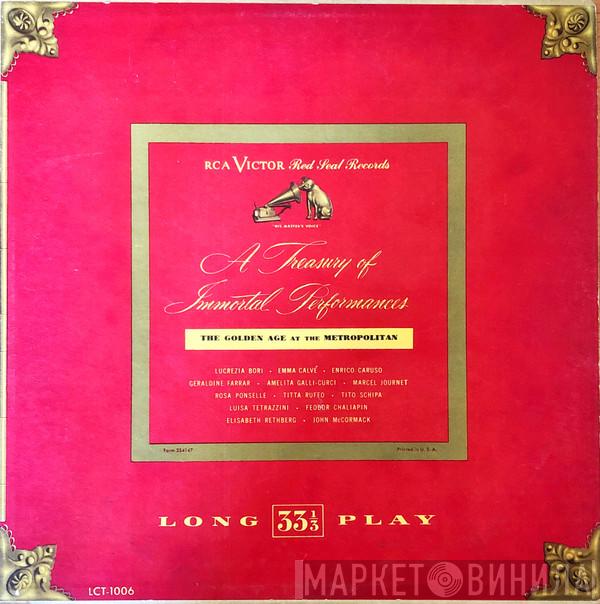 RCA VICTOR Red Seal Records
"HIS MASTER'S VOICE"
A Treasury of
Immortal Performances
THE GOLDEN AGE AT THE METROPOLITAN
LUCREZIA BORI • EMMA CALVÉ • ENRICO CARUSO
GERALDINE FARRAR • AMELITA GALLI-CURCI • MARCEL JOURNET
ROSA PONSELLE • TITTA RUFFO • TITO SCHIPA
LUISA TETRAZZINI • FEODOR CHALIAPIN
ELISABETH RETHBERG • JOHN McCORMACK
Form 2S4147
Printed in U. S. A.
LONG 33⅓ PLAY
LCT-1006
МАРКЕТ ВИНИЛ